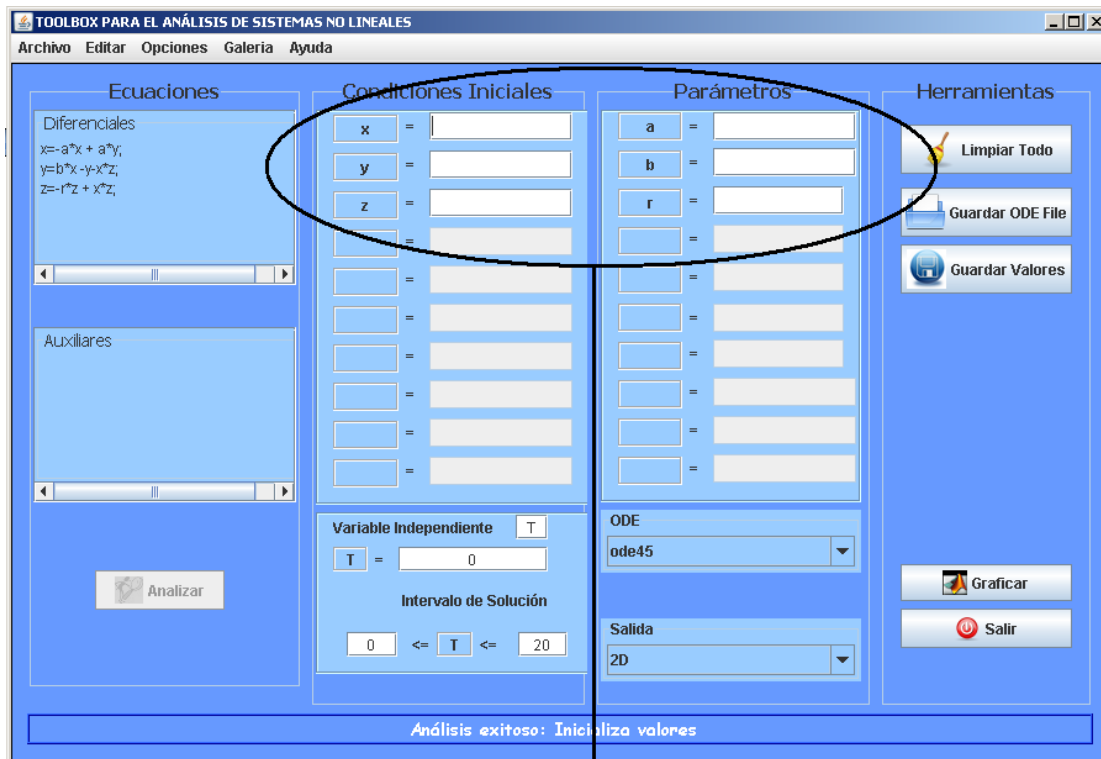 TOOLBOX PARA EL ANÁLISIS DE SISTEMAS NO LINEALES
Archivo Editar Opciones Galeria Ayuda
Ecuaciones
Diferenciales
x=-a*x + a*y;
y=b*x -y-x*z;
z=-r*z + x*z;
Auxiliares
Analizar
Condiciones Iniciales
x =
y =
z =
=
=
=
=
=
=
=
Variable Independiente T
T = 0
Intervalo de Solución
0 <= T <= 20
Parámetros
a =
b =
r =
=
=
=
=
=
=
=
ODE
ode45
Salida
2D
Herramientas
Limpiar Todo
Guardar ODE File
Guardar Valores
Graficar
Salir
Análisis exitoso: Inicializa valores